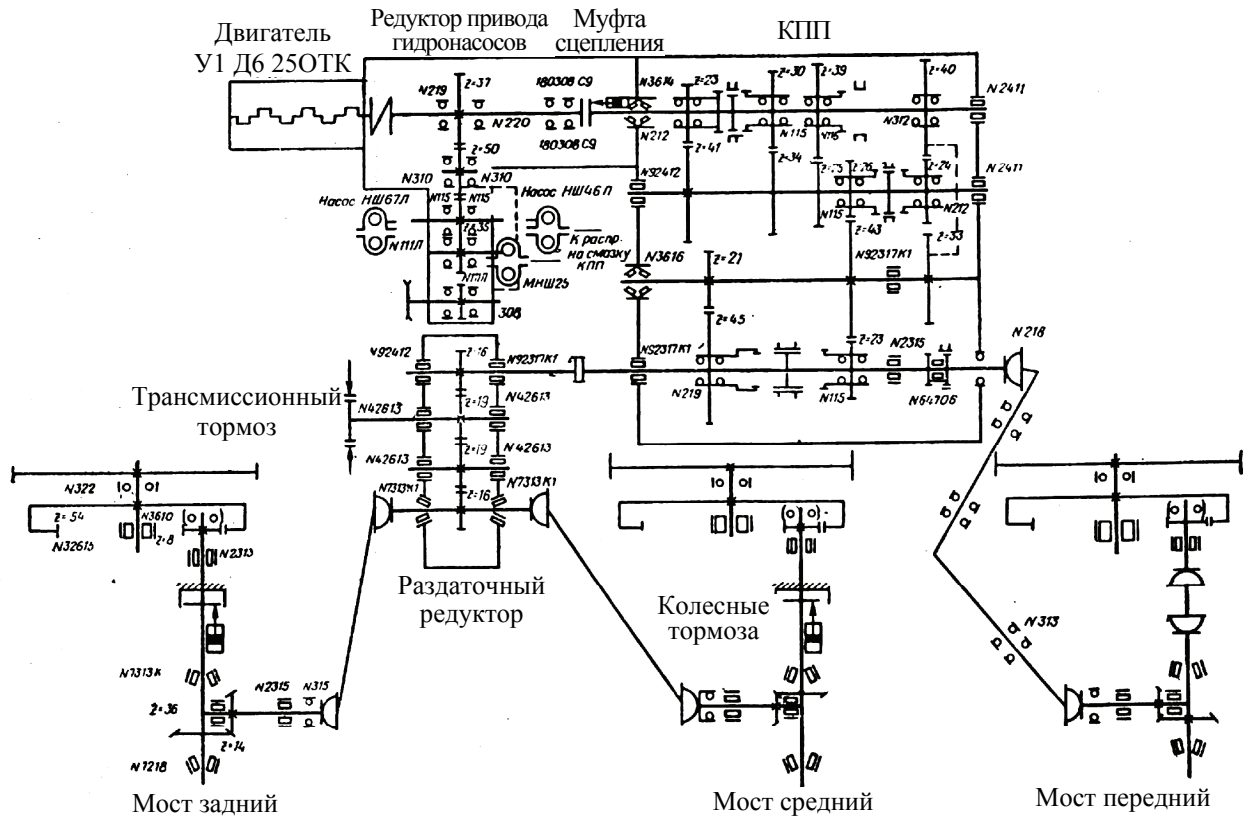 Двигатель
У1 Д6 25ОТК
Редуктор привода
гидронасосов
Муфта
сцепления
КПП
N219
z=37
180308 С9
N3614
z=23
z=30
z=39
z=40
N2411
N220
180308 С9
N212
N115
N116
N312
z=50
z=41
z=34
z=26
z=24
N310
N310
N92412
N2411
Насос НШ67Л
N115
N115
Насос НШ46П
N115
N212
z=35
z=43
z=33
N111Л
К распр.
на смазку
КПП
N3616
z=21
N92317К1
МНШ25
308
z=45
N92412
z=16
N92317К1
N92317К1
z=23
N2315
N218
Трансмиссионный
тормоз
N42613
z=19
N42613
N219
N115
N64706
N42613
z=19
N42613
N7313К1
z=16
N7313К1
N322
z=54
N3610
z=8
N32615
N2313
Раздаточный
редуктор
Колесные
тормоза
N313
N7313К
N2315
N315
z=36
z=14
N7218
Мост задний
Мост средний
Мост передний